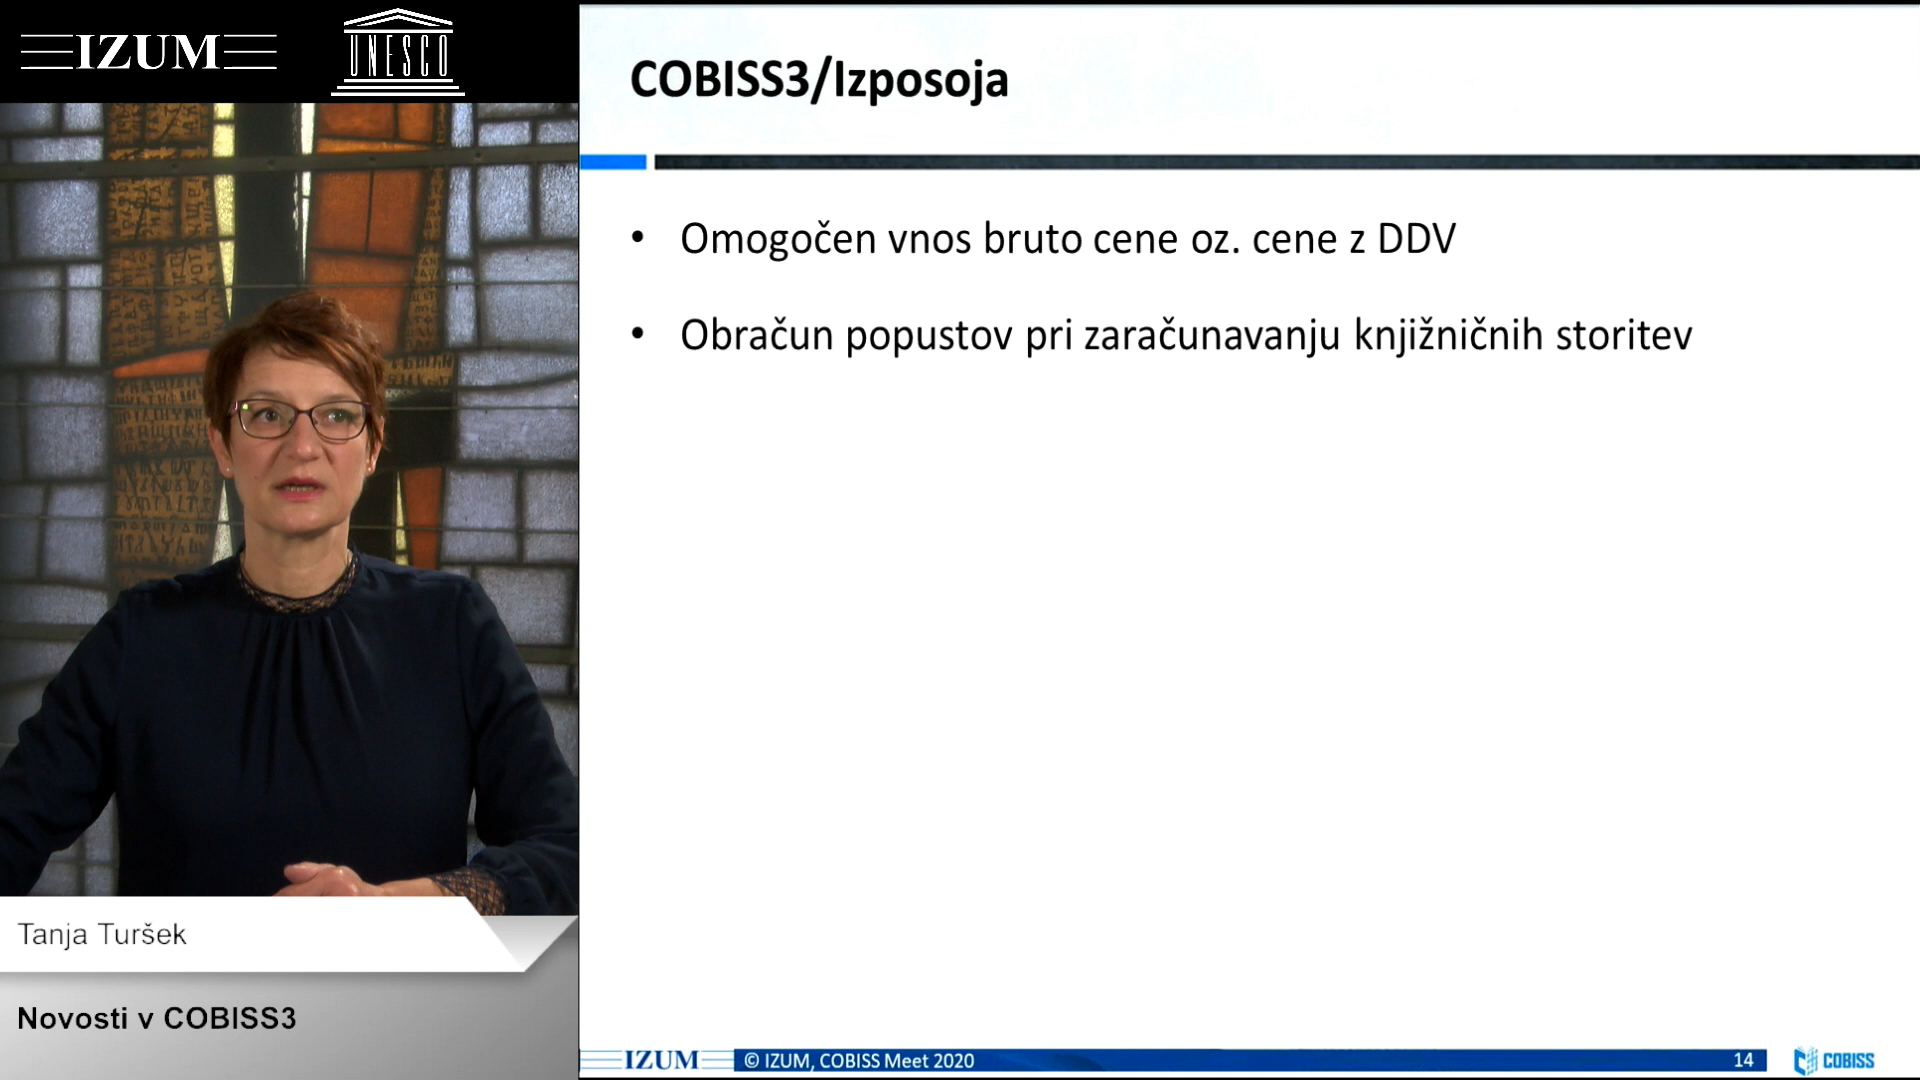 IZUM
UNESCO
COBISS3/Izposoja
• Omogočen vnos bruto cene oz. cene z DDV
• Obračun popustov pri zaračunavanju knjižničnih storitev
Tanja Turšek
Novosti v COBISS3
IZUM
© IZUM, COBISS Meet 2020
14
COBISS